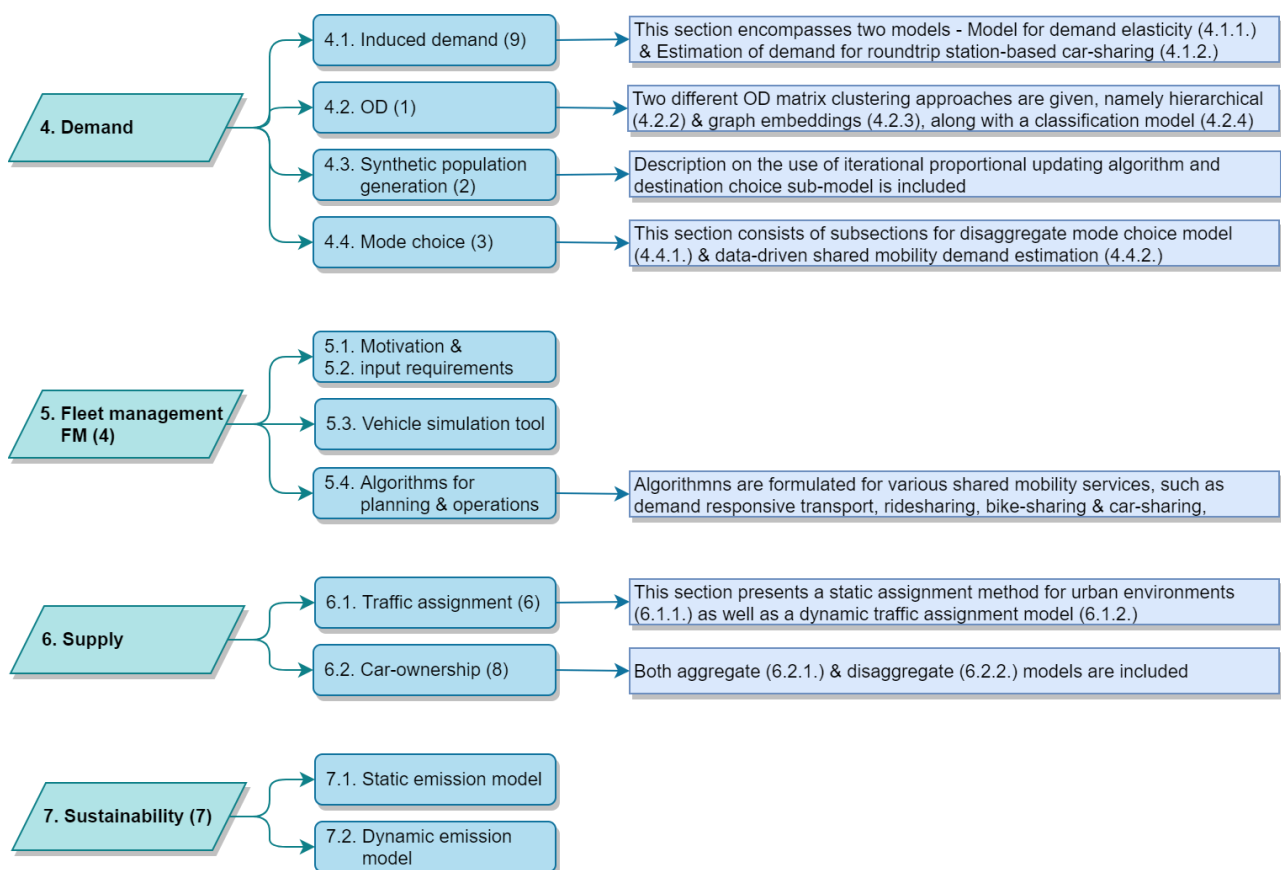 4. Demand
4.1. Induced demand (9)
This section encompasses two models - Model for demand elasticity (4.1.1.)
& Estimation of demand for roundtrip station-based car-sharing (4.1.2.)
4.2. OD (1)
Two different OD matrix clustering approaches are given, namely hierarchical
(4.2.2) & graph embeddings (4.2.3), along with a classification model (4.2.4)
4.3. Synthetic population
generation (2)
Description on the use of iterational proportional updating algorithm and
destination choice sub-model is included
4.4. Mode choice (3)
This section consists of subsections for disaggregate mode choice model
(4.4.1.) & data-driven shared mobility demand estimation (4.4.2.)
5. Fleet management
FM (4)
5.1. Motivation &
5.2. input requirements
5.3. Vehicle simulation tool
5.4. Algorithms for
planning & operations
Algorithmns are formulated for various shared mobility services, such as
demand responsive transport, ridesharing, bike-sharing & car-sharing,
6. Supply
6.1. Traffic assignment (6)
This section presents a static assignment method for urban environments
(6.1.1.) as well as a dynamic traffic assignment model (6.1.2.)
6.2. Car-ownership (8)
Both aggregate (6.2.1.) & disaggregate (6.2.2.) models are included
7. Sustainability (7)
7.1. Static emission model
7.2. Dynamic emission
model